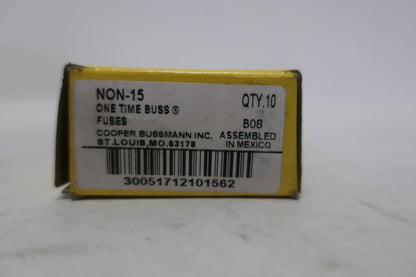 NON-15 QTY.10
ONE TIME BUSS®
FUSES B08
COOPER BUSSMANN INC. ASSEMBLED
ST.LOUIS,MO.63178 IN MEXICO
30051712101562